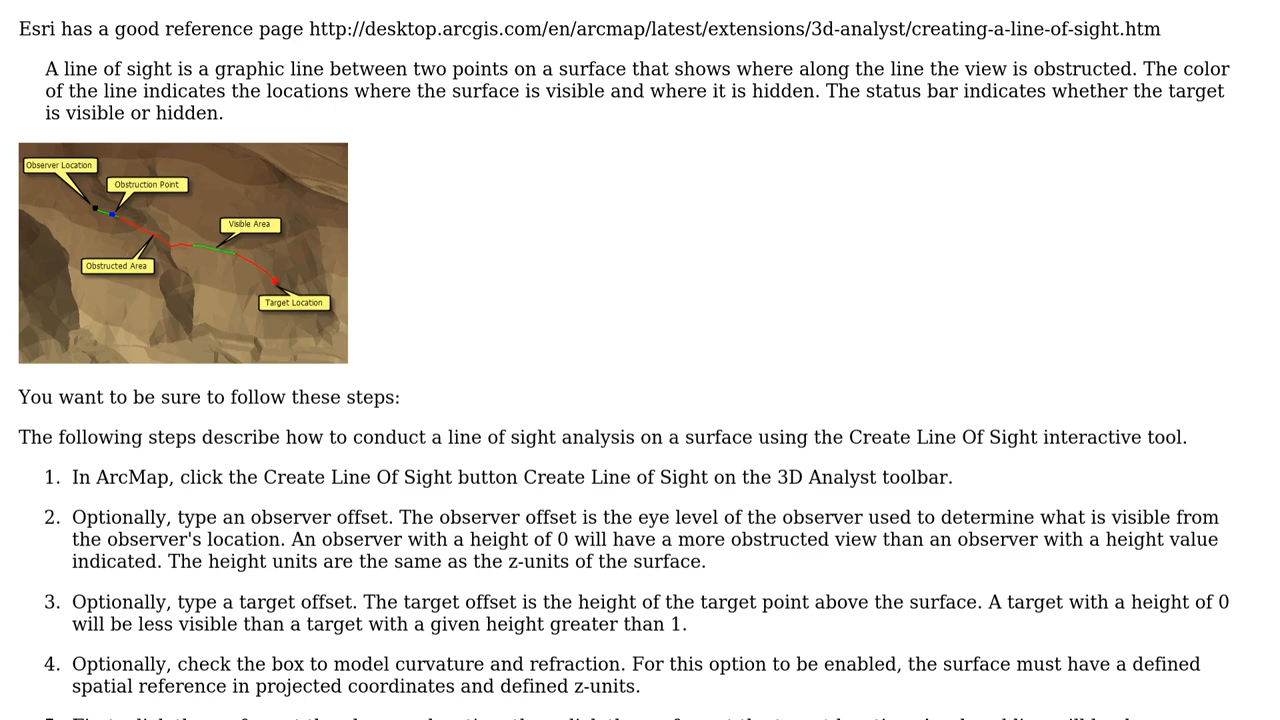 Esri has a good reference page http://desktop.arcgis.com/en/arcmap/latest/extensions/3d-analyst/creating-a-line-of-sight.htm
A line of sight is a graphic line between two points on a surface that shows where along the line the view is obstructed. The color
of the line indicates the locations where the surface is visible and where it is hidden. The status bar indicates whether the target
is visible or hidden.
Observer Location
Obstruction Point
Visible Area
Obstructed Area
Target Location
You want to be sure to follow these steps:
The following steps describe how to conduct a line of sight analysis on a surface using the Create Line Of Sight interactive tool.
1. In ArcMap, click the Create Line Of Sight button Create Line of Sight on the 3D Analyst toolbar.
2. Optionally, type an observer offset. The observer offset is the eye level of the observer used to determine what is visible from
the observer's location. An observer with a height of 0 will have a more obstructed view than an observer with a height value
indicated. The height units are the same as the z-units of the surface.
3. Optionally, type a target offset. The target offset is the height of the target point above the surface. A target with a height of 0
will be less visible than a target with a given height greater than 1.
4. Optionally, check the box to model curvature and refraction. For this option to be enabled, the surface must have a defined
spatial reference in projected coordinates and defined z-units.